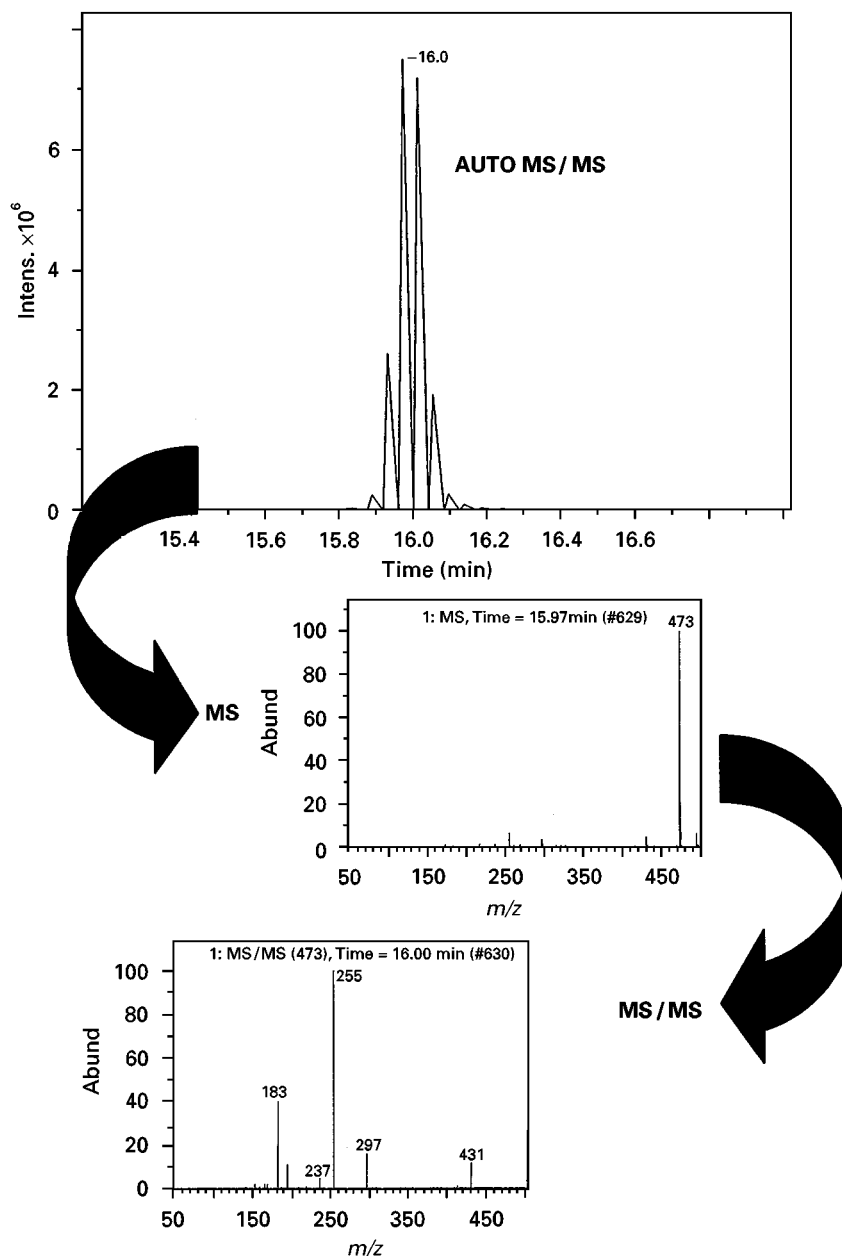 –16.0
AUTO MS / MS
6
4
2
0
Intens. ×10⁶
15.4 15.6 15.8 16.0 16.2 16.4 16.6
Time (min)
MS
1: MS, Time = 15.97min (#629)
473
100
80
60
40
20
0
Abund
50 150 250 350 450
m/z
MS / MS
1: MS/MS (473), Time = 16.00 min (#630)
255
183
237
297
431
100
80
60
40
20
0
Abund
50 150 250 350 450
m/z